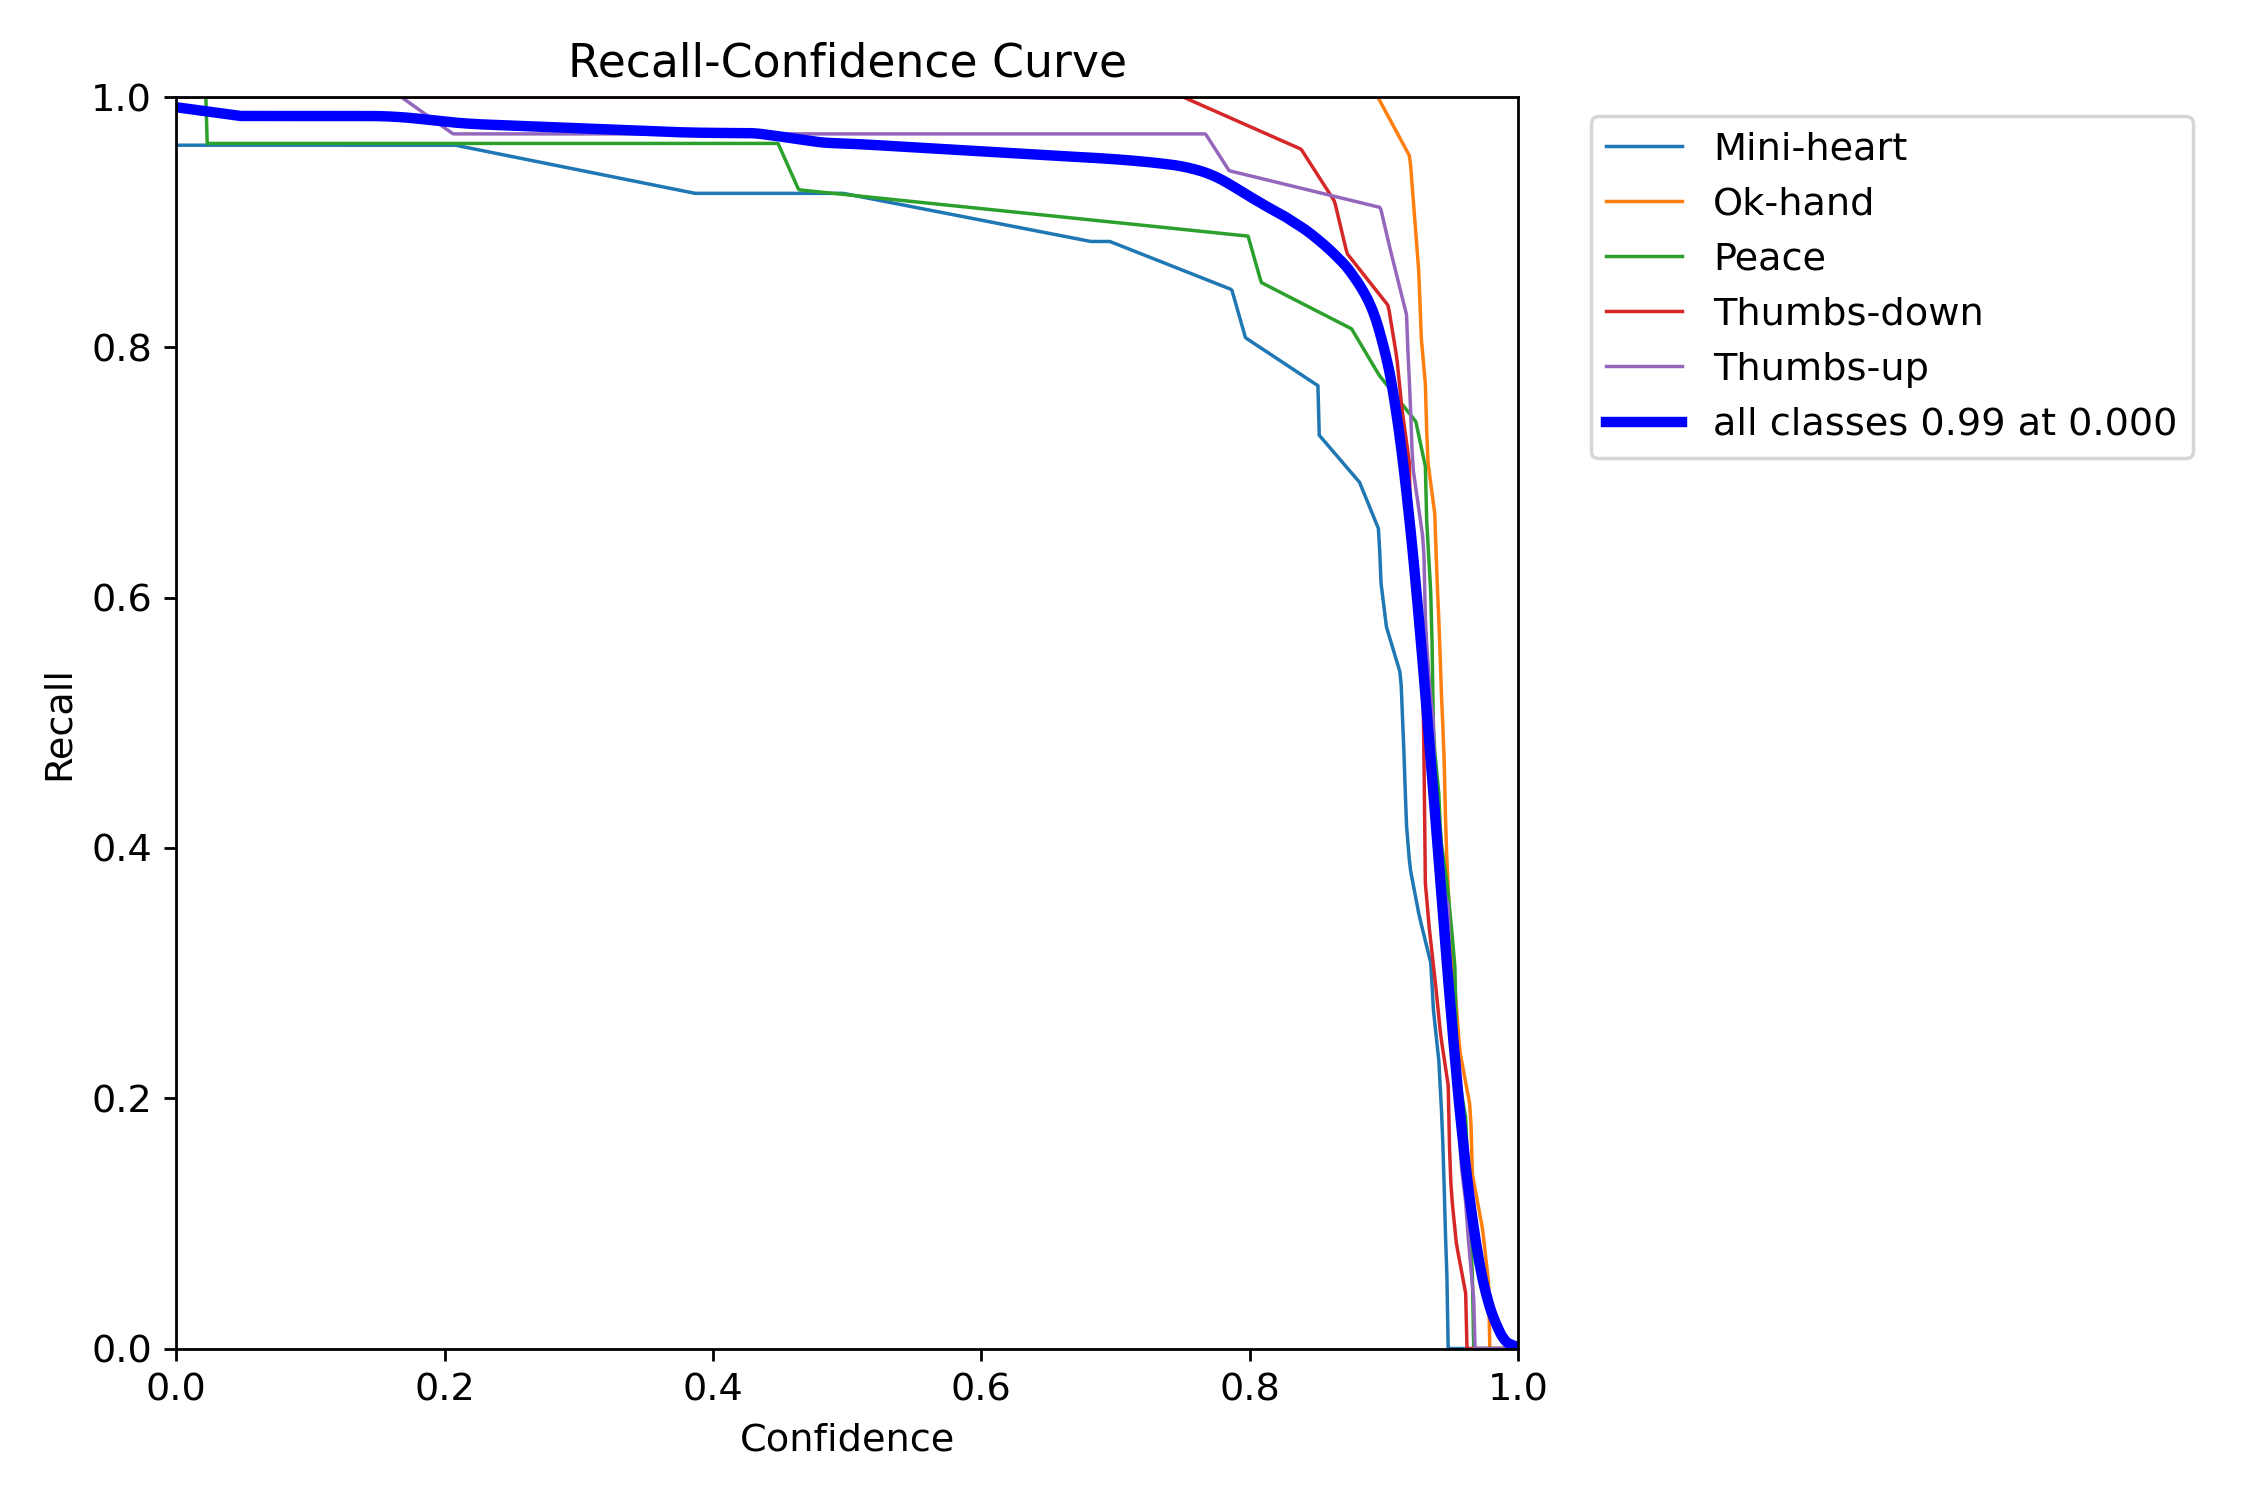 Recall-Confidence Curve
1.0
0.8
0.6
0.4
0.2
0.0
Recall
0.0 0.2 0.4 0.6 0.8 1.0
Confidence
Mini-heart
Ok-hand
Peace
Thumbs-down
Thumbs-up
all classes 0.99 at 0.000